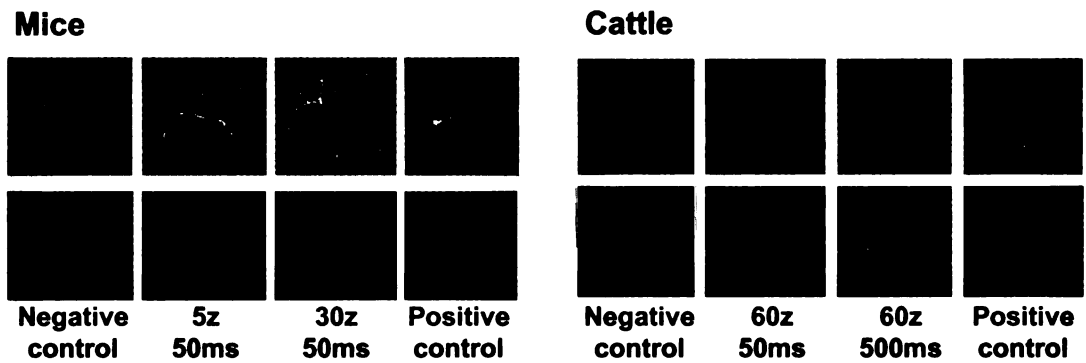 Mice
Cattle
Negative control
5z 50ms
30z 50ms
Positive control
Negative control
60z 50ms
60z 500ms
Positive control